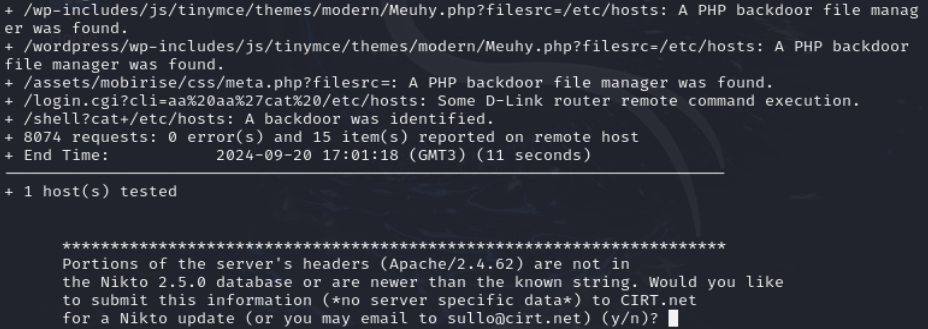 + /wp-includes/js/tinymce/themes/modern/Meuhy.php?filesrc=/etc/hosts: A PHP backdoor file manag
er was found.
+ /wordpress/wp-includes/js/tinymce/themes/modern/Meuhy.php?filesrc=/etc/hosts: A PHP backdoor
file manager was found.
+ /assets/mobirise/css/meta.php?filesrc=: A PHP backdoor file manager was found.
+ /login.cgi?cli=aa%20aa%27cat%20/etc/hosts: Some D-Link router remote command execution.
+ /shell?cat+/etc/hosts: A backdoor was identified.
+ 8074 requests: 0 error(s) and 15 item(s) reported on remote host
+ End Time:           2024-09-20 17:01:18 (GMT3) (11 seconds)
---------------------------------------------------------------------------
+ 1 host(s) tested
*********************************************************************
Portions of the server's headers (Apache/2.4.62) are not in
the Nikto 2.5.0 database or are newer than the known string. Would you like
to submit this information (*no server specific data*) to CIRT.net
for a Nikto update (or you may email to sullo@cirt.net) (y/n)?